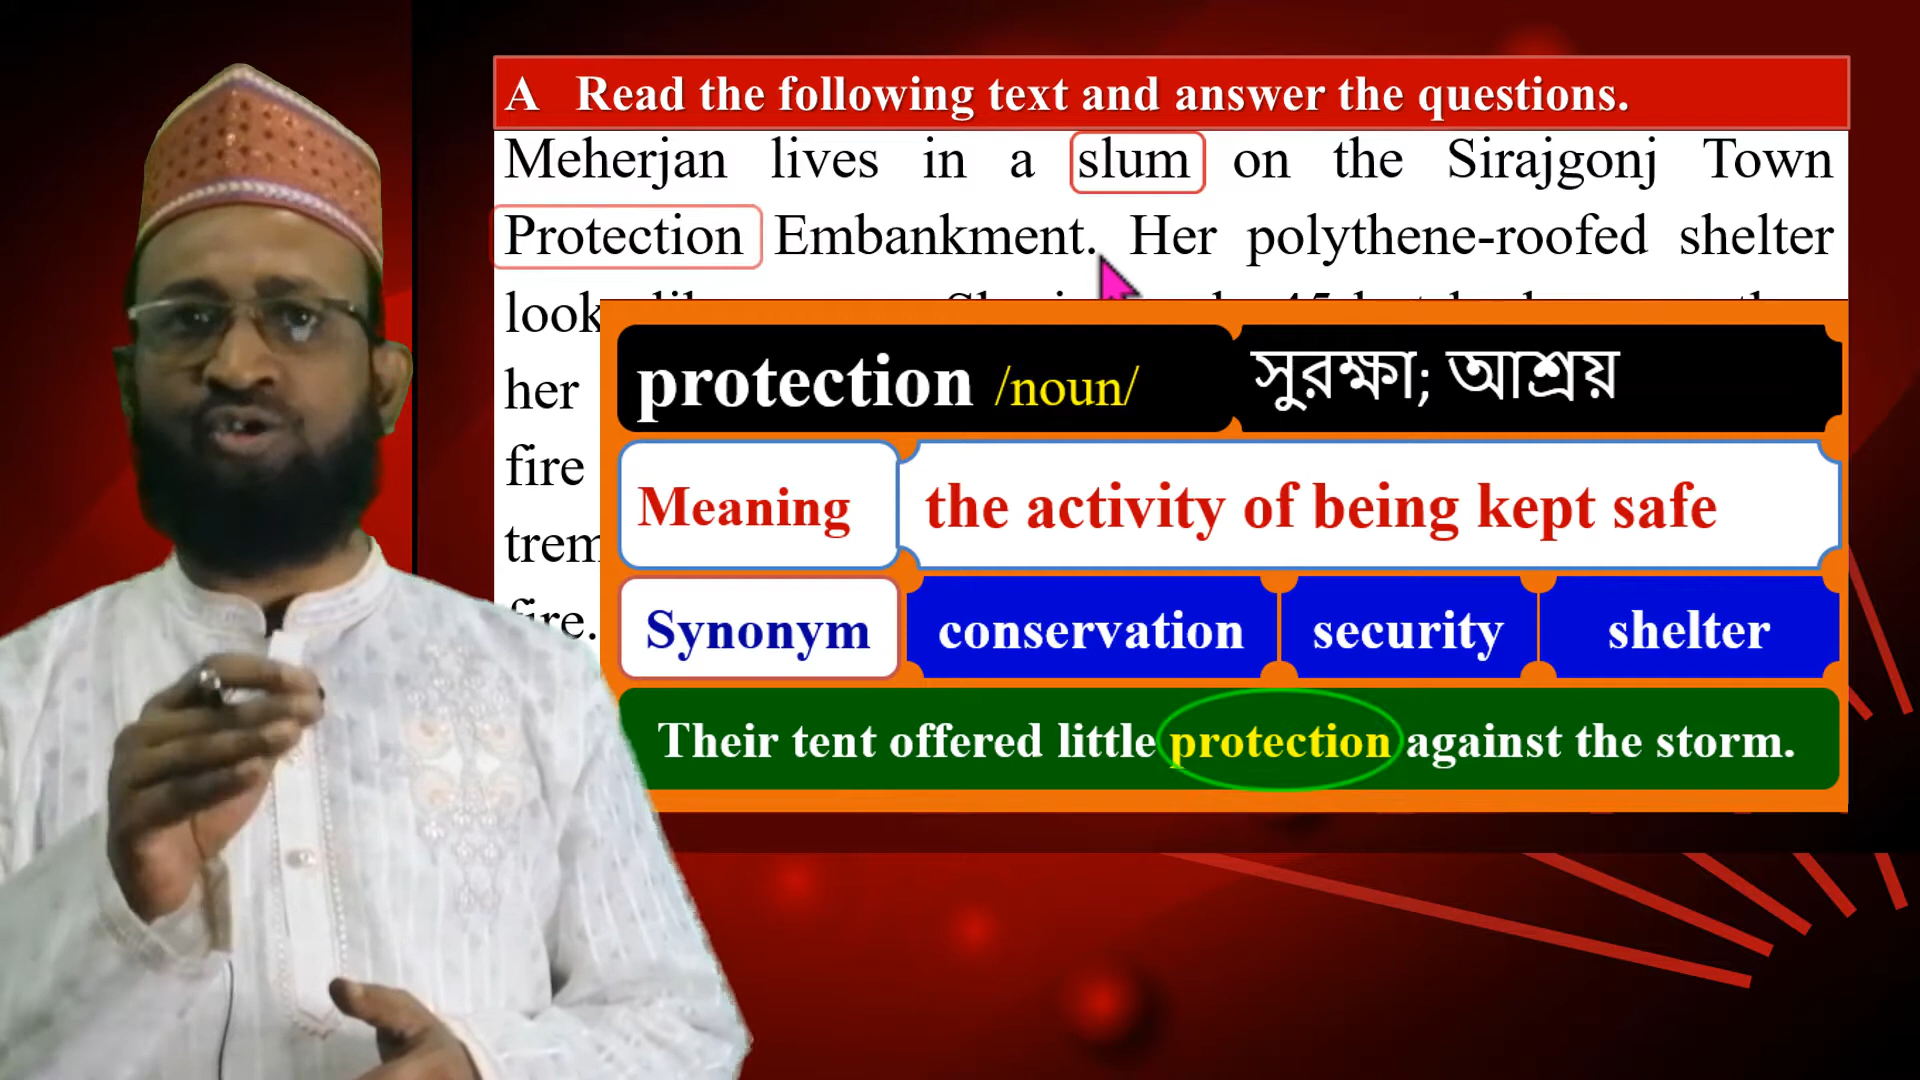 A Read the following text and answer the questions.
Meherjan lives in a slum on the Sirajgonj Town
Protection Embankment. Her polythene-roofed shelter
look
her
fire
trem
fire.
protection /noun/ সুরক্ষা; আশ্রয়
Meaning the activity of being kept safe
Synonym conservation security shelter
Their tent offered little protection against the storm.